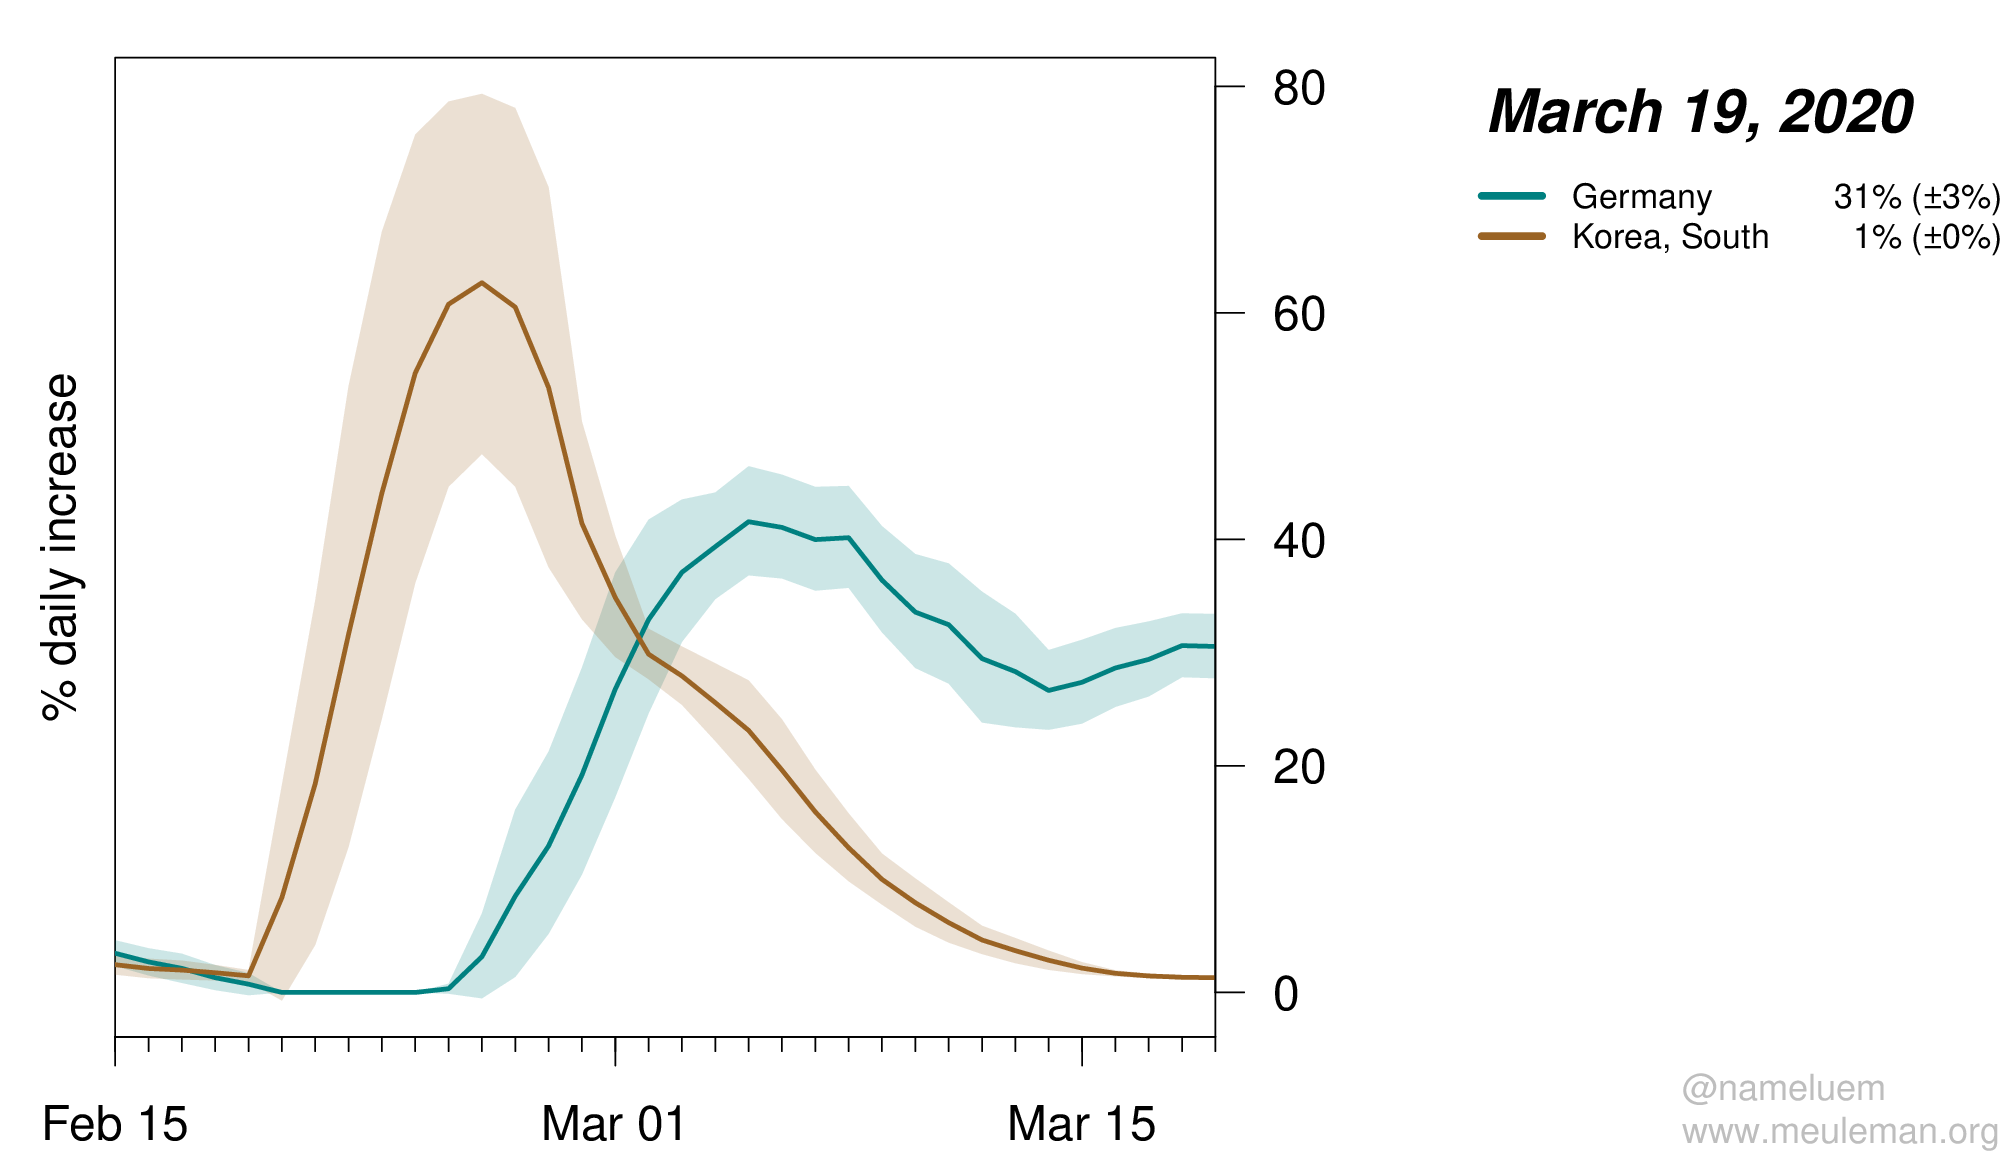 March 19, 2020
Germany 31% (±3%)
Korea, South 1% (±0%)
% daily increase
80
60
40
20
0
Feb 15 Mar 01 Mar 15
@nameluem
www.meuleman.org